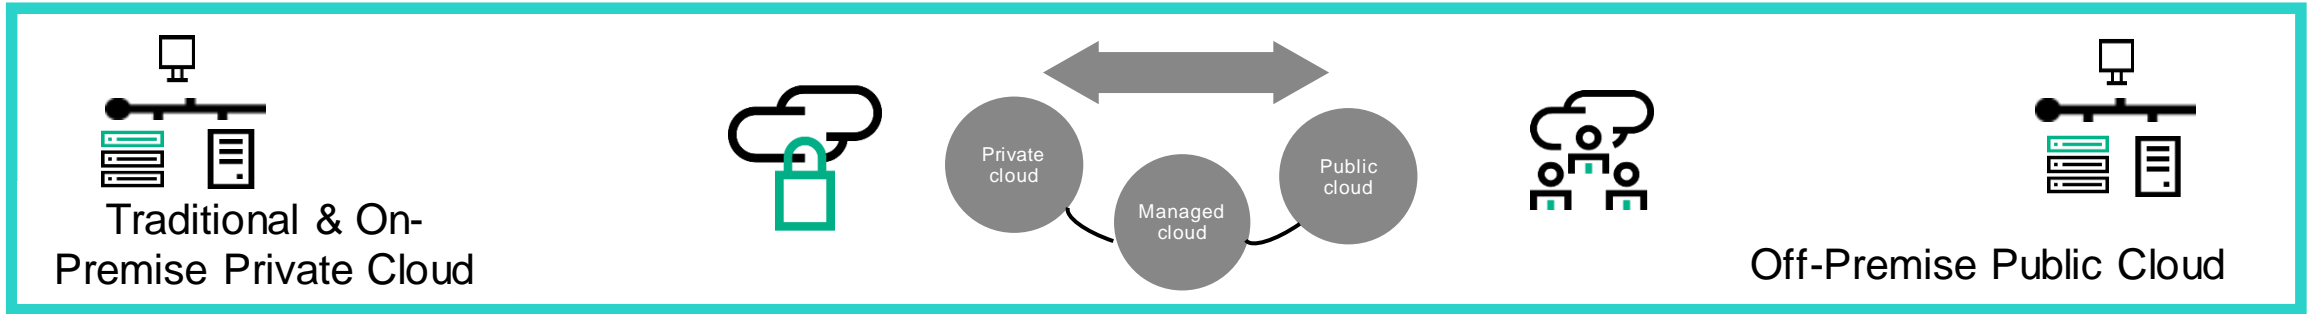 Traditional & On-
Premise Private Cloud
Private
cloud
Managed
cloud
Public
cloud
Off-Premise Public Cloud